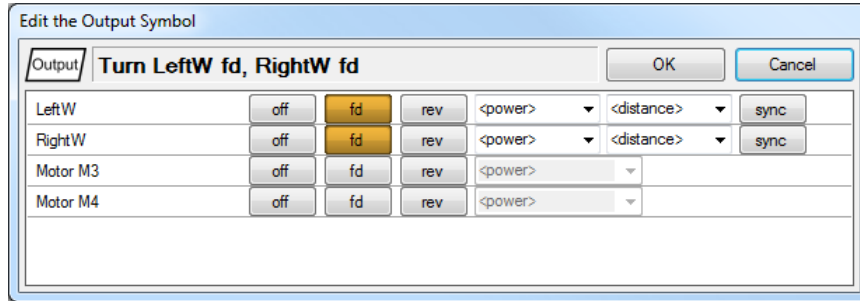 Edit the Output Symbol
Output Turn LeftW fd, RightW fd OK Cancel
LeftW off fd rev <power> <distance> sync
RightW off fd rev <power> <distance> sync
Motor M3 off fd rev <power>
Motor M4 off fd rev <power>